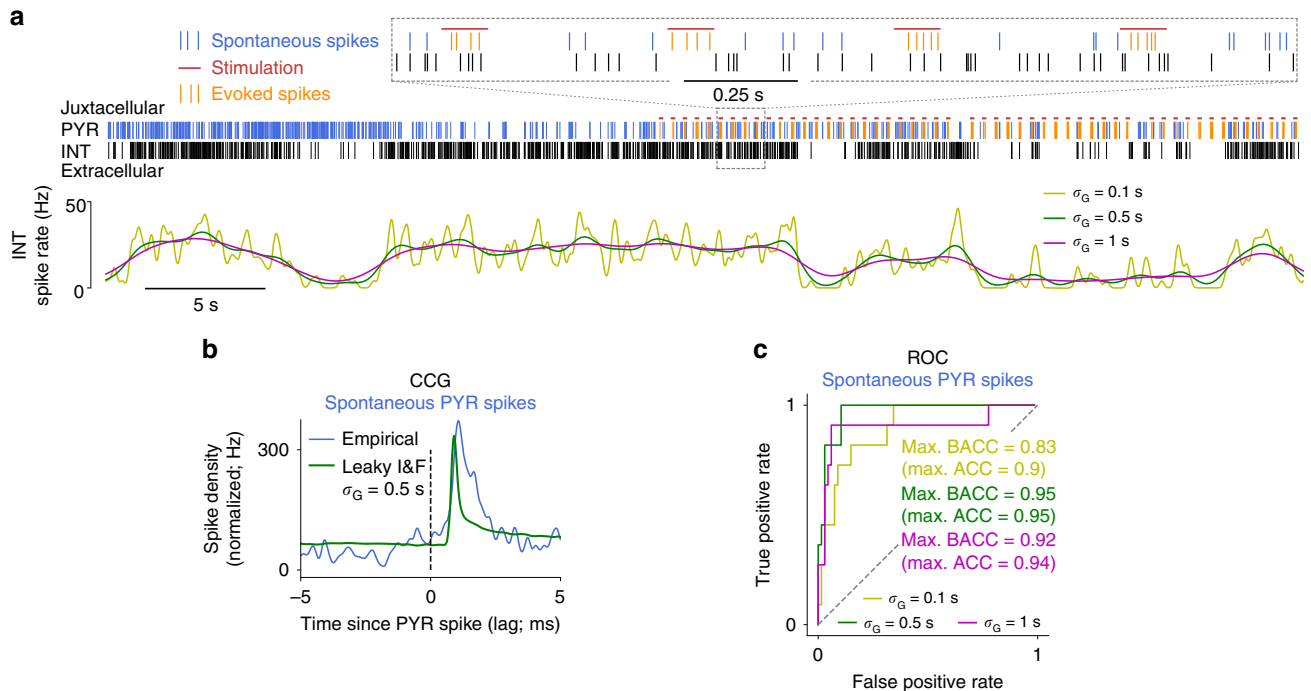 a
Spontaneous spikes
Stimulation
Evoked spikes
0.25 s
Juxtacellular
PYR
INT
Extracellular
INT
spike rate (Hz)
50
0
σG = 0.1 s
σG = 0.5 s
σG = 1 s
5 s
b
CCG
Spontaneous PYR spikes
Empirical
Leaky I&F
σG = 0.5 s
Spike density
(normalized; Hz)
300
0
–5
0
5
Time since PYR spike (lag; ms)
c
ROC
Spontaneous PYR spikes
True positive rate
1
0
Max. BACC = 0.83
(max. ACC = 0.9)
Max. BACC = 0.95
(max. ACC = 0.95)
Max. BACC = 0.92
(max. ACC = 0.94)
σG = 0.1 s
σG = 0.5 s
σG = 1 s
0
1
False positive rate